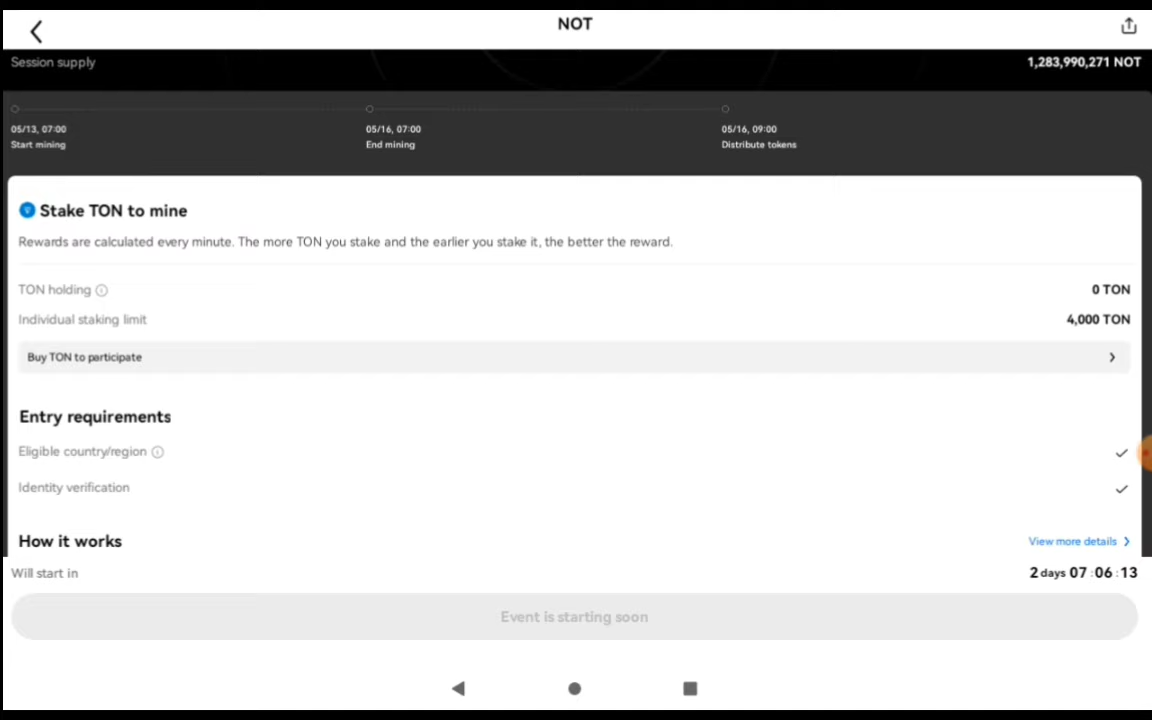 NOT
Session supply 1,283,990,271 NOT
05/13, 07:00 05/16, 07:00 05/16, 09:00
Start mining End mining Distribute tokens
Stake TON to mine
Rewards are calculated every minute. The more TON you stake and the earlier you stake it, the better the reward.
TON holding 0 TON
Individual staking limit 4,000 TON
Buy TON to participate
Entry requirements
Eligible country/region
Identity verification
How it works View more details
Will start in 2 days 07 : 06 : 13
Event is starting soon